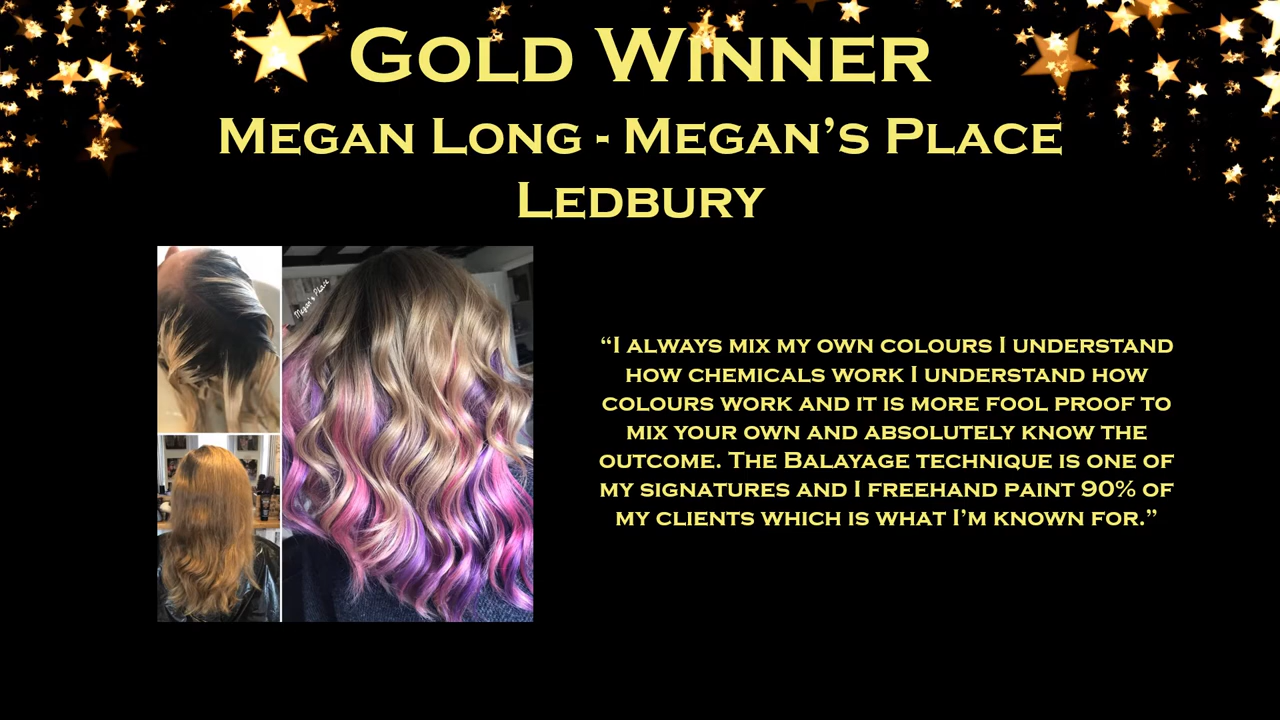 GOLD WINNER
MEGAN LONG - MEGAN'S PLACE
LEDBURY
Megan's Place
“I ALWAYS MIX MY OWN COLOURS I UNDERSTAND
HOW CHEMICALS WORK I UNDERSTAND HOW
COLOURS WORK AND IT IS MORE FOOL PROOF TO
MIX YOUR OWN AND ABSOLUTELY KNOW THE
OUTCOME. THE BALAYAGE TECHNIQUE IS ONE OF
MY SIGNATURES AND I FREEHAND PAINT 90% OF
MY CLIENTS WHICH IS WHAT I’M KNOWN FOR.”